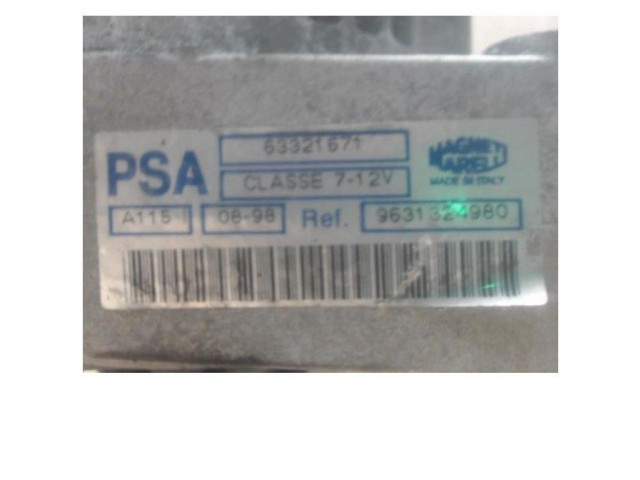 63321671
PSA
MAGNETI MARELLI
CLASSE 7-12V
MADE IN ITALY
A115
08-98
Ref. 9631324980